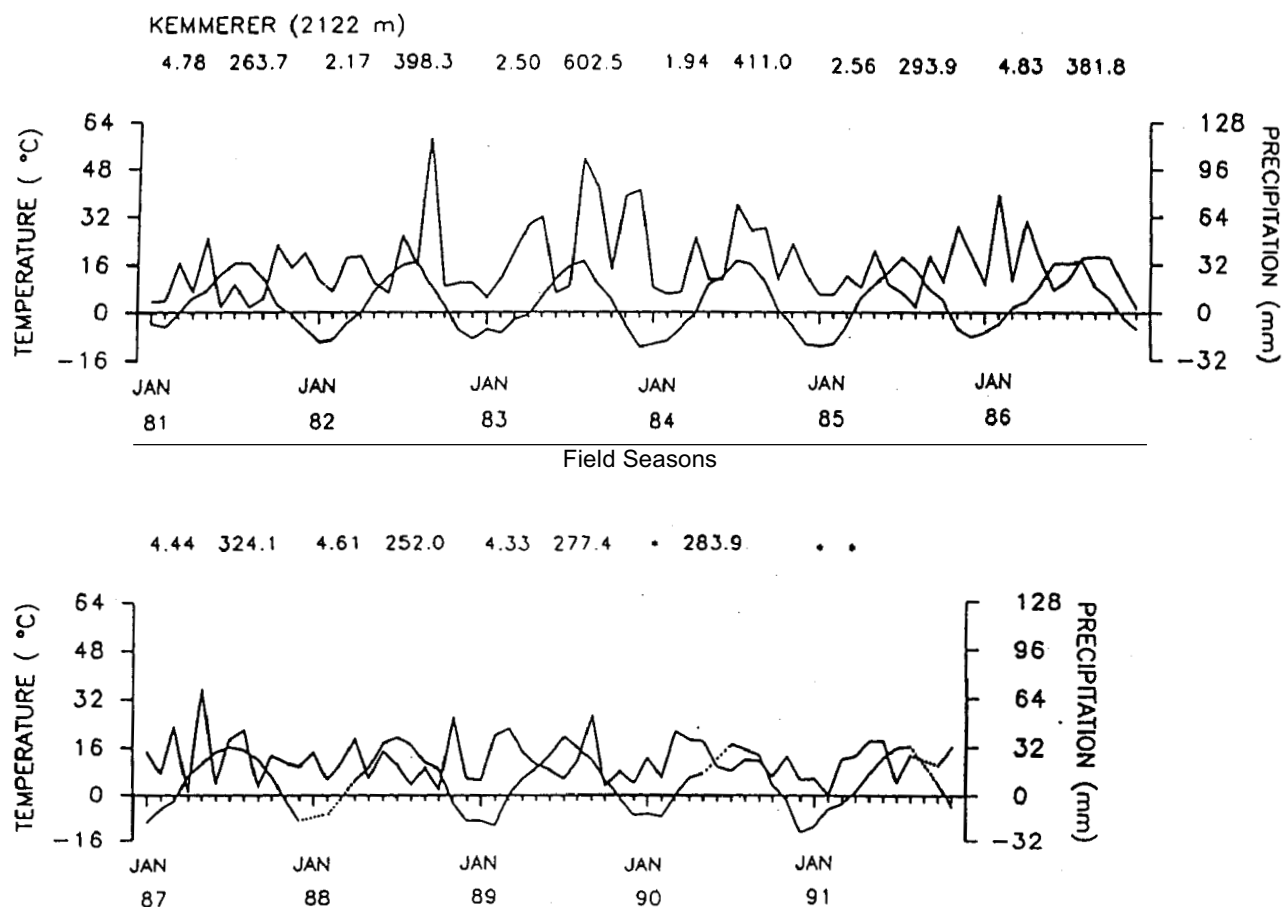 KEMMERER (2122 m)
4.78 263.7 2.17 398.3 2.50 602.5 1.94 411.0 2.56 293.9 4.83 381.8
TEMPERATURE ( °C)
64
48
32
16
0
−16
128
96
64
32
0
−32
PRECIPITATION (mm)
JAN JAN JAN JAN JAN JAN
81 82 83 84 85 86
Field Seasons
4.44 324.1 4.61 252.0 4.33 277.4 * 283.9 * *
TEMPERATURE ( °C)
64
48
32
16
0
−16
128
96
64
32
0
−32
PRECIPITATION (mm)
JAN JAN JAN JAN JAN
87 88 89 90 91